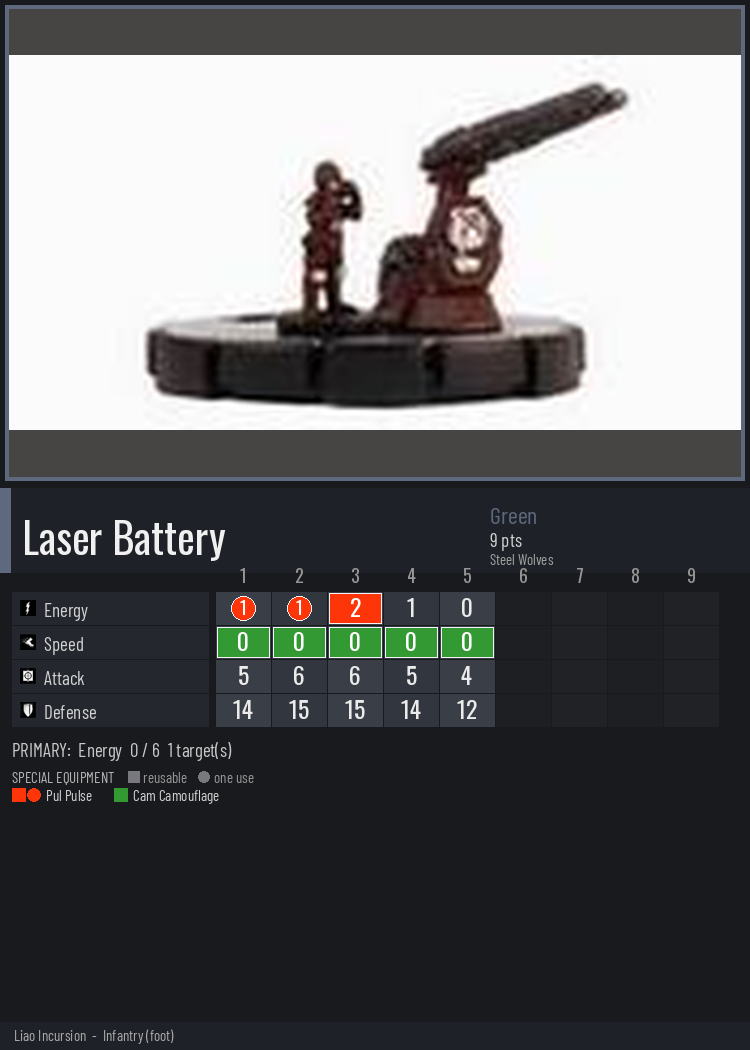 Laser Battery
Green
9 pts
Steel Wolves
1 2 3 4 5 6 7 8 9
Energy 1 1 2 1 0
Speed 0 0 0 0 0
Attack 5 6 6 5 4
Defense 14 15 15 14 12
PRIMARY: Energy 0 / 6 1 target(s)
SPECIAL EQUIPMENT reusable one use
Pul Pulse Cam Camouflage
Liao Incursion - Infantry (foot)